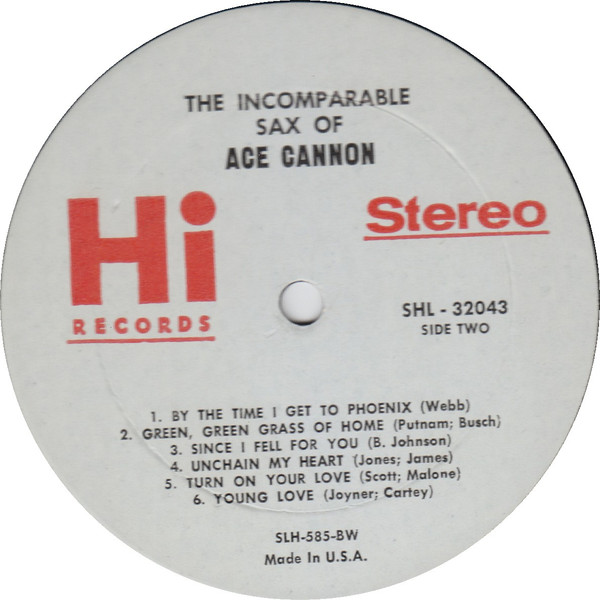 THE INCOMPARABLE
SAX OF
ACE CANNON
Hi
RECORDS
Stereo
SHL - 32043
SIDE TWO
1. BY THE TIME I GET TO PHOENIX (Webb)
2. GREEN, GREEN GRASS OF HOME (Putnam; Busch)
3. SINCE I FELL FOR YOU (B. Johnson)
4. UNCHAIN MY HEART (Jones; James)
5. TURN ON YOUR LOVE (Scott; Malone)
6. YOUNG LOVE (Joyner; Cartey)
SLH-585-BW
Made In U.S.A.